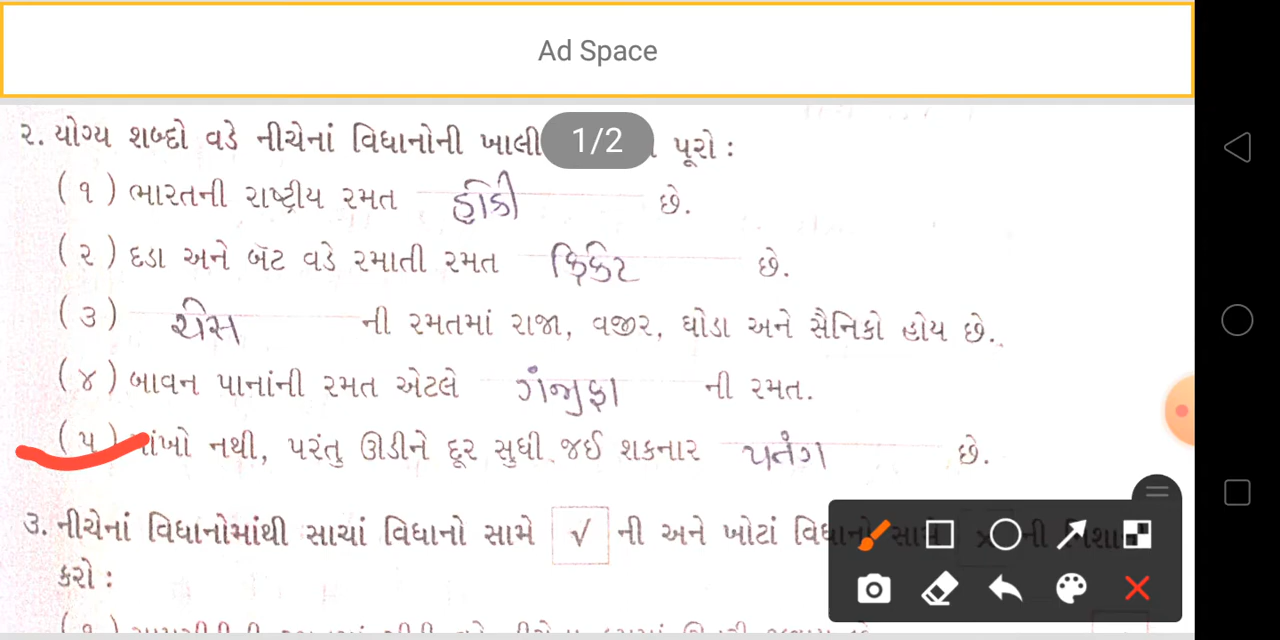 Ad Space
૨. યોગ્ય શબ્દો વડે નીચેનાં વિધાનોની ખાલી પૂરો :
1/2
(૧) ભારતની રાષ્ટ્રીય રમત હૉકી છે.
(૨) દડા અને બૅટ વડે રમાતી રમત ક્રિકેટ છે.
(૩) ચેસ ની રમતમાં રાજા, વજીર, ઘોડા અને સૈનિકો હોય છે.
(૪) બાવન પાનાંની રમત એટલે ગંજીફા ની રમત.
(૫) નથી, પરંતુ ઊડીને દૂર સુધી જઈ શકનાર પતંગ છે.
૩. નીચેનાં વિધાનોમાંથી સાચાં વિધાનો સામે √ ની અને ખોટાં
કરો :